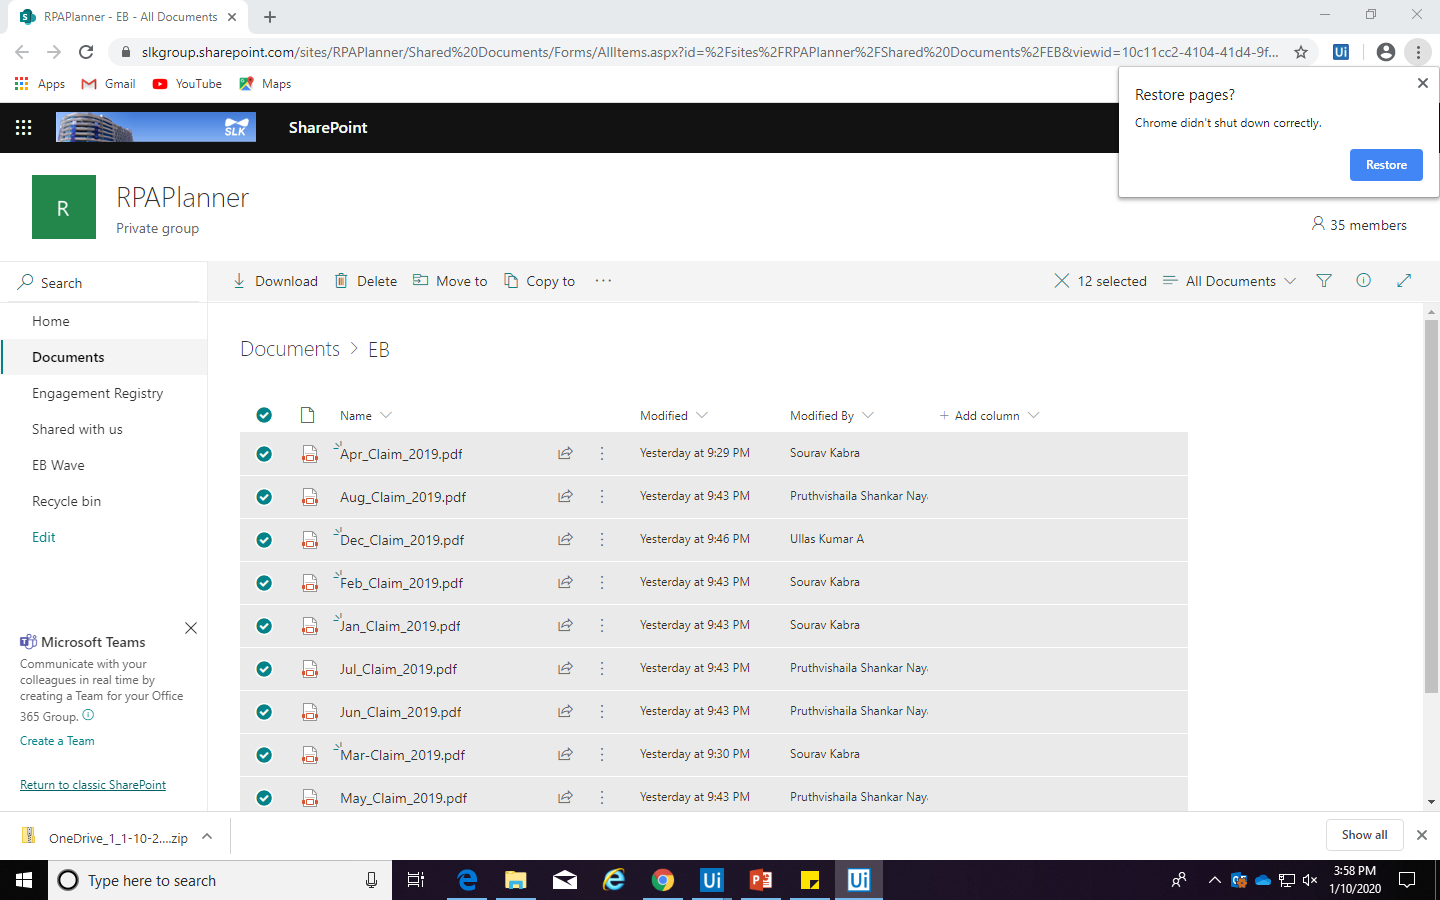 RPAPlanner - EB - All Documents
slkgroup.sharepoint.com/sites/RPAPlanner/Shared%20Documents/Forms/AllItems.aspx?id=%2Fsites%2FRPAPlanner%2FShared%20Documents%2FEB&viewid=10c11cc2-4104-41d4-9f...
Ui
Apps
Gmail
YouTube
Maps
Restore pages?
Chrome didn't shut down correctly.
Restore
SLK
SharePoint
R
RPAPlanner
Private group
35 members
Search
Download
Delete
Move to
Copy to
12 selected
All Documents
Home
Documents
Engagement Registry
Shared with us
EB Wave
Recycle bin
Edit
Documents > EB
Name Modified Modified By + Add column
Apr_Claim_2019.pdf Yesterday at 9:29 PM Sourav Kabra
Aug_Claim_2019.pdf Yesterday at 9:43 PM Pruthvishaila Shankar Nay
Dec_Claim_2019.pdf Yesterday at 9:46 PM Ullas Kumar A
Feb_Claim_2019.pdf Yesterday at 9:43 PM Sourav Kabra
Jan_Claim_2019.pdf Yesterday at 9:43 PM Sourav Kabra
Jul_Claim_2019.pdf Yesterday at 9:43 PM Pruthvishaila Shankar Nay
Jun_Claim_2019.pdf Yesterday at 9:43 PM Pruthvishaila Shankar Nay
Mar-Claim_2019.pdf Yesterday at 9:30 PM Sourav Kabra
May_Claim_2019.pdf Yesterday at 9:43 PM Pruthvishaila Shankar Nay
Microsoft Teams
Communicate with your
colleagues in real time by
creating a Team for your Office
365 Group.
Create a Team
Return to classic SharePoint
OneDrive_1_1-10-2....zip
Show all
Type here to search
Ui
Ui
3:58 PM
1/10/2020